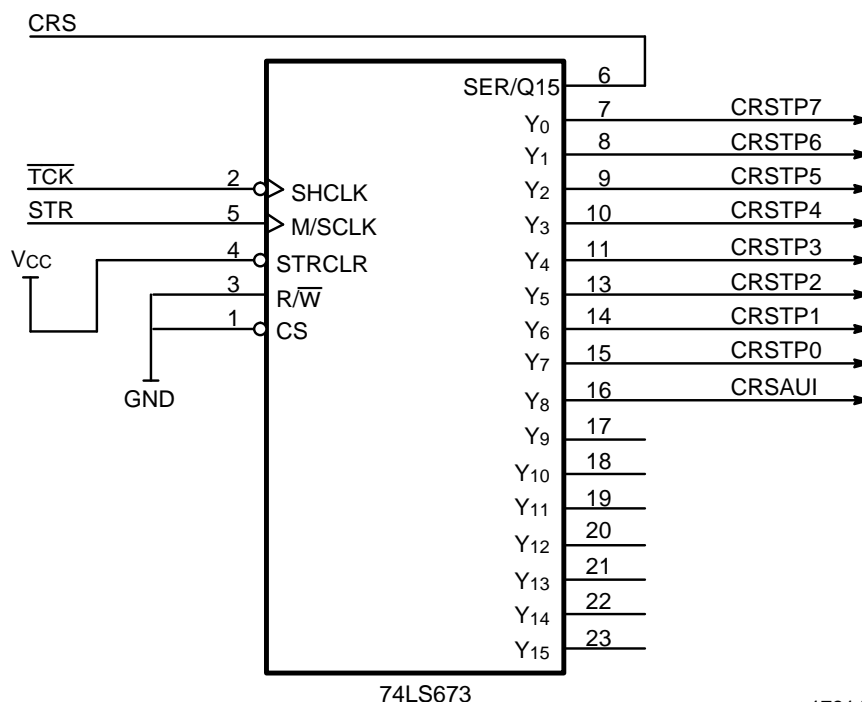 CRS
SER/Q15 6
Y0 7 CRSTP7
Y1 8 CRSTP6
TCK 2 SHCLK Y2 9 CRSTP5
STR 5 M/SCLK Y3 10 CRSTP4
VCC 4 STRCLR Y4 11 CRSTP3
3 R/W Y5 13 CRSTP2
1 CS Y6 14 CRSTP1
Y7 15 CRSTP0
GND Y8 16 CRSAUI
Y9 17
Y10 18
Y11 19
Y12 20
Y13 21
Y14 22
Y15 23
74LS673